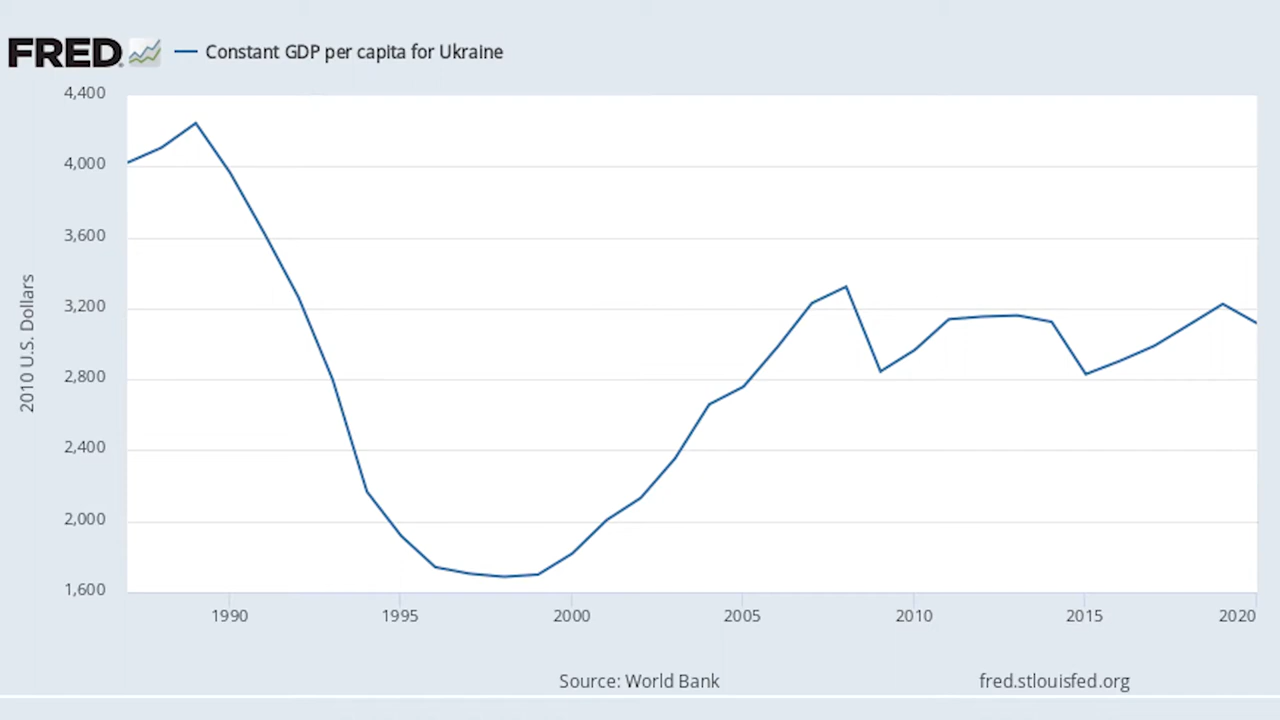 FRED
Constant GDP per capita for Ukraine
4,400
4,000
3,600
3,200
2,800
2,400
2,000
1,600
2010 U.S. Dollars
1990 1995 2000 2005 2010 2015 2020
Source: World Bank fred.stlouisfed.org